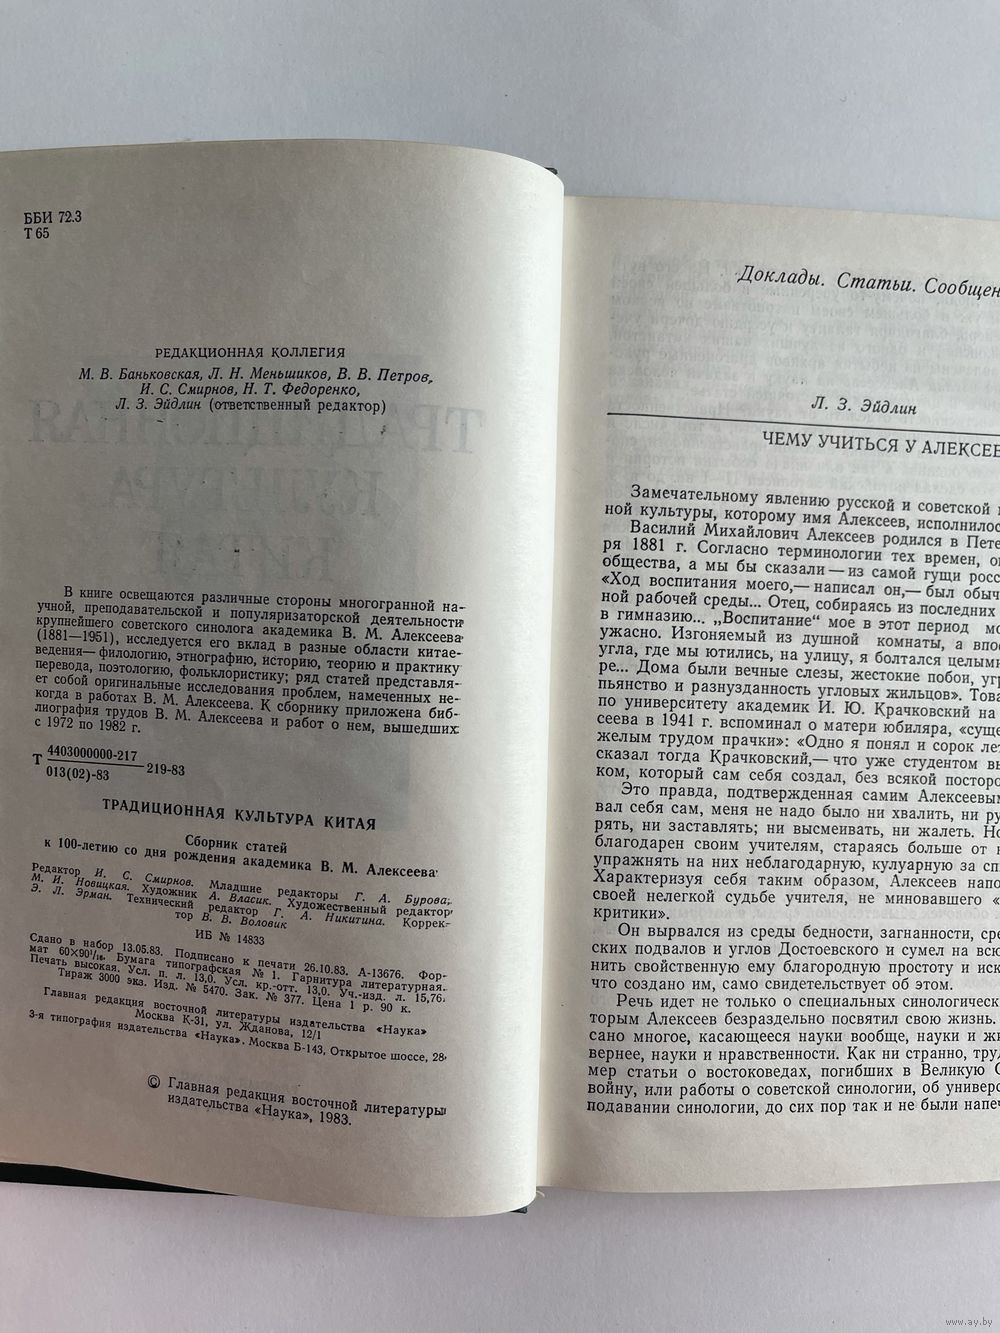 ББИ 72.3
Т 65
РЕДАКЦИОННАЯ КОЛЛЕГИЯ
М. В. Баньковская, Л. Н. Меньшиков, В. В. Петров,
И. С. Смирнов, Н. Т. Федоренко,
Л. З. Эйдлин (ответственный редактор)
В книге освещаются различные стороны многогранной на-
учной, преподавательской и популяризаторской деятельности
крупнейшего советского синолога академика В. М. Алексеева
(1881—1951), исследуется его вклад в разные области китае-
ведения— филологию, этнографию, историю, теорию и практику
перевода, поэтологию, фольклористику; ряд статей представля-
ет собой оригинальные исследования проблем, намеченных не-
когда в работах В. М. Алексеева. К сборнику приложена биб-
лиография трудов В. М. Алексеева и работ о нем, вышедших
с 1972 по 1982 г.
Т 4403000000-217
013(02)-83 219-83
ТРАДИЦИОННАЯ КУЛЬТУРА КИТАЯ
Сборник статей
к 100-летию со дня рождения академика В. М. Алексеева
Редактор И. С. Смирнов. Младшие редакторы Г. А. Бурова,
М. И. Новицкая. Художник А. Власик. Художественный редактор
Э. Л. Эрман. Технический редактор Г. А. Никитина. Коррек-
тор В. В. Воловик
ИБ № 14833
Сдано в набор 13.05.83. Подписано к печати 26.10.83. А-13676. Фор-
мат 60×90¹/₁₆. Бумага типографская № 1. Гарнитура литературная.
Печать высокая. Усл. п. л. 13,0. Усл. кр.-отт. 13,0. Уч.-изд. л. 15,76.
Тираж 3000 экз. Изд. № 5470. Зак. № 377. Цена 1 р. 90 к.
Главная редакция восточной литературы издательства «Наука»
Москва К-31, ул. Жданова, 12/1
3-я типография издательства «Наука». Москва Б-143, Открытое шоссе, 28
© Главная редакция восточной литературы
издательства «Наука», 1983.
Доклады. Статьи. Сообщен
Л. З. Эйдлин
ЧЕМУ УЧИТЬСЯ У АЛЕКСЕЕ
Замечательному явлению русской и советской
ной культуры, которому имя Алексеев, исполнилос
Василий Михайлович Алексеев родился в Пете
ря 1881 г. Согласно терминологии тех времен, о
общества, а мы бы сказали — из самой гущи росс
«Ход воспитания моего,— написал он,— был обыч
ной рабочей среды... Отец, собираясь из последних
в гимназию... „Воспитание“ мое в этот период мо
ужасно. Изгоняемый из душной комнаты, а впос
угла, где мы ютились, на улицу, я болтался целыми
ре... Дома были вечные слезы, жестокие побои, угр
пьянство и разнузданность угловых жильцов». Това
по университету академик И. Ю. Крачковский на
сеева в 1941 г. вспоминал о матери юбиляра, «суще
желым трудом прачки»: «Одно я понял и сорок лет
сказал тогда Крачковский,— что уже студентом вы
ком, который сам себя создал, без всякой посторо
Это правда, подтвержденная самим Алексеевым
вал себя сам, меня не надо было ни хвалить, ни ру
рять, ни заставлять; ни высмеивать, ни жалеть. Но
благодарен своим учителям, стараясь больше от
упражнять на них неблагодарную, кулуарную за сп
Характеризуя себя таким образом, Алексеев напо
своей нелегкой судьбе учителя, не миновавшего «
критики».
Он вырвался из среды бедности, загнанности, сре
ских подвалов и углов Достоевского и сумел на всю
нить свойственную ему благородную простоту и иск
что создано им, само свидетельствует об этом.
Речь идет не только о специальных синологическ
торым Алексеев безраздельно посвятил свою жизнь.
сано многое, касающееся науки вообще, науки и жи
вернее, науки и нравственности. Как ни странно, тру
мер статьи о востоковедах, погибших в Великую О
войну, или работы о советской синологии, об универс
подавании синологии, до сих пор так и не были напеч
www.ay.by